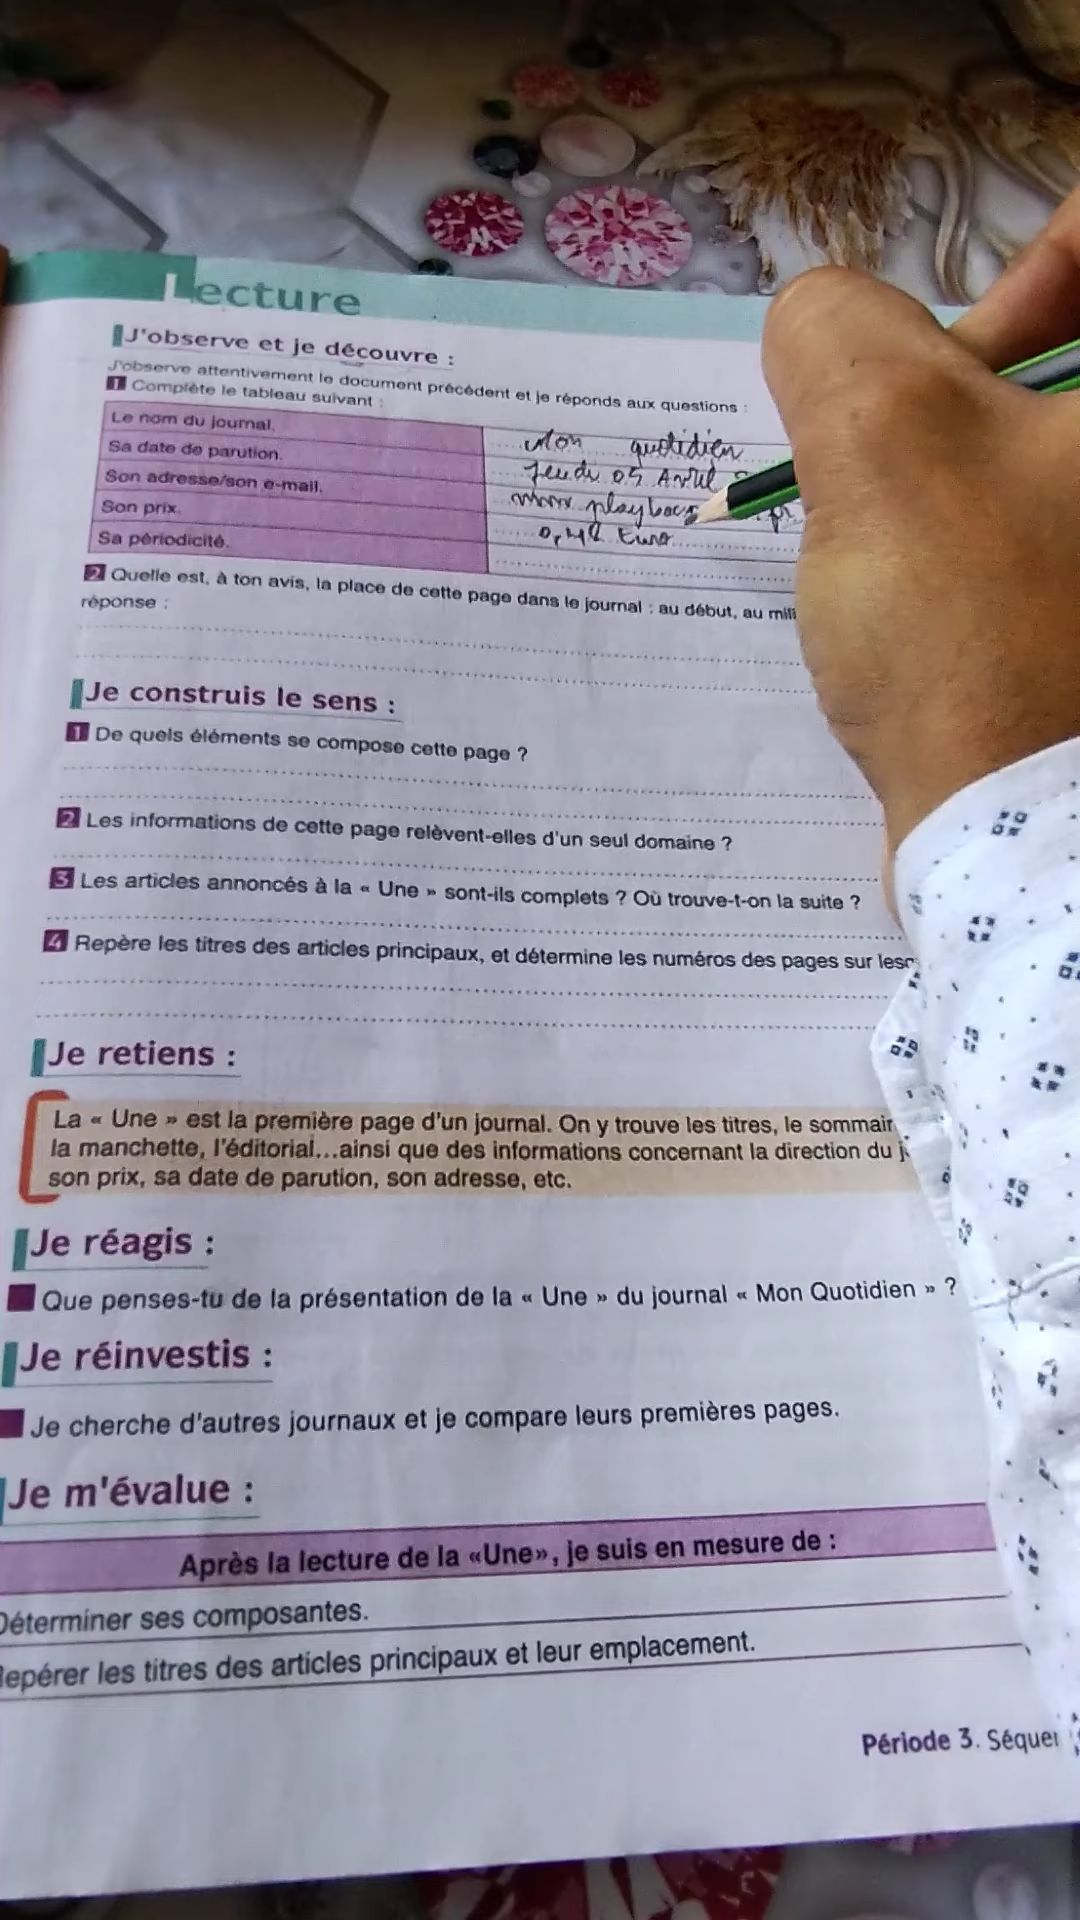 Lecture
J'observe et je découvre :
J'observe attentivement le document précédent et je réponds aux questions :
1 Complète le tableau suivant :
Le nom du journal. Mon quotidien
Sa date de parution. Jeudi 05 Avril
Son adresse/son e-mail. playbac
Son prix. 0,48 Euro
Sa périodicité.
2 Quelle est, à ton avis, la place de cette page dans le journal : au début, au mili
réponse :
Je construis le sens :
1 De quels éléments se compose cette page ?
2 Les informations de cette page relèvent-elles d'un seul domaine ?
3 Les articles annoncés à la « Une » sont-ils complets ? Où trouve-t-on la suite ?
4 Repère les titres des articles principaux, et détermine les numéros des pages sur lesq
Je retiens :
La « Une » est la première page d'un journal. On y trouve les titres, le sommair
la manchette, l'éditorial...ainsi que des informations concernant la direction du j
son prix, sa date de parution, son adresse, etc.
Je réagis :
Que penses-tu de la présentation de la « Une » du journal « Mon Quotidien » ?
Je réinvestis :
Je cherche d'autres journaux et je compare leurs premières pages.
Je m'évalue :
Après la lecture de la «Une», je suis en mesure de :
Déterminer ses composantes.
Repérer les titres des articles principaux et leur emplacement.
Période 3. Séquen